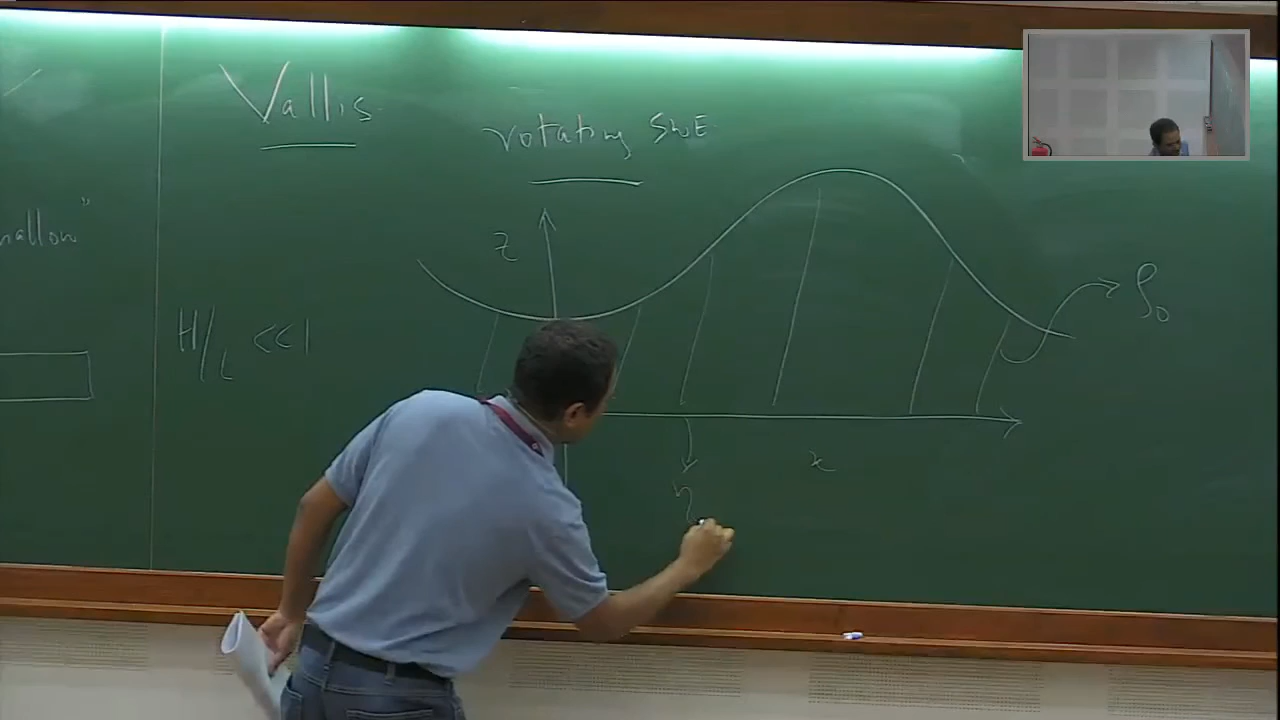 Vallis
rotating SWE
hallow"
z
H/L <<1
ρ₀
x
η